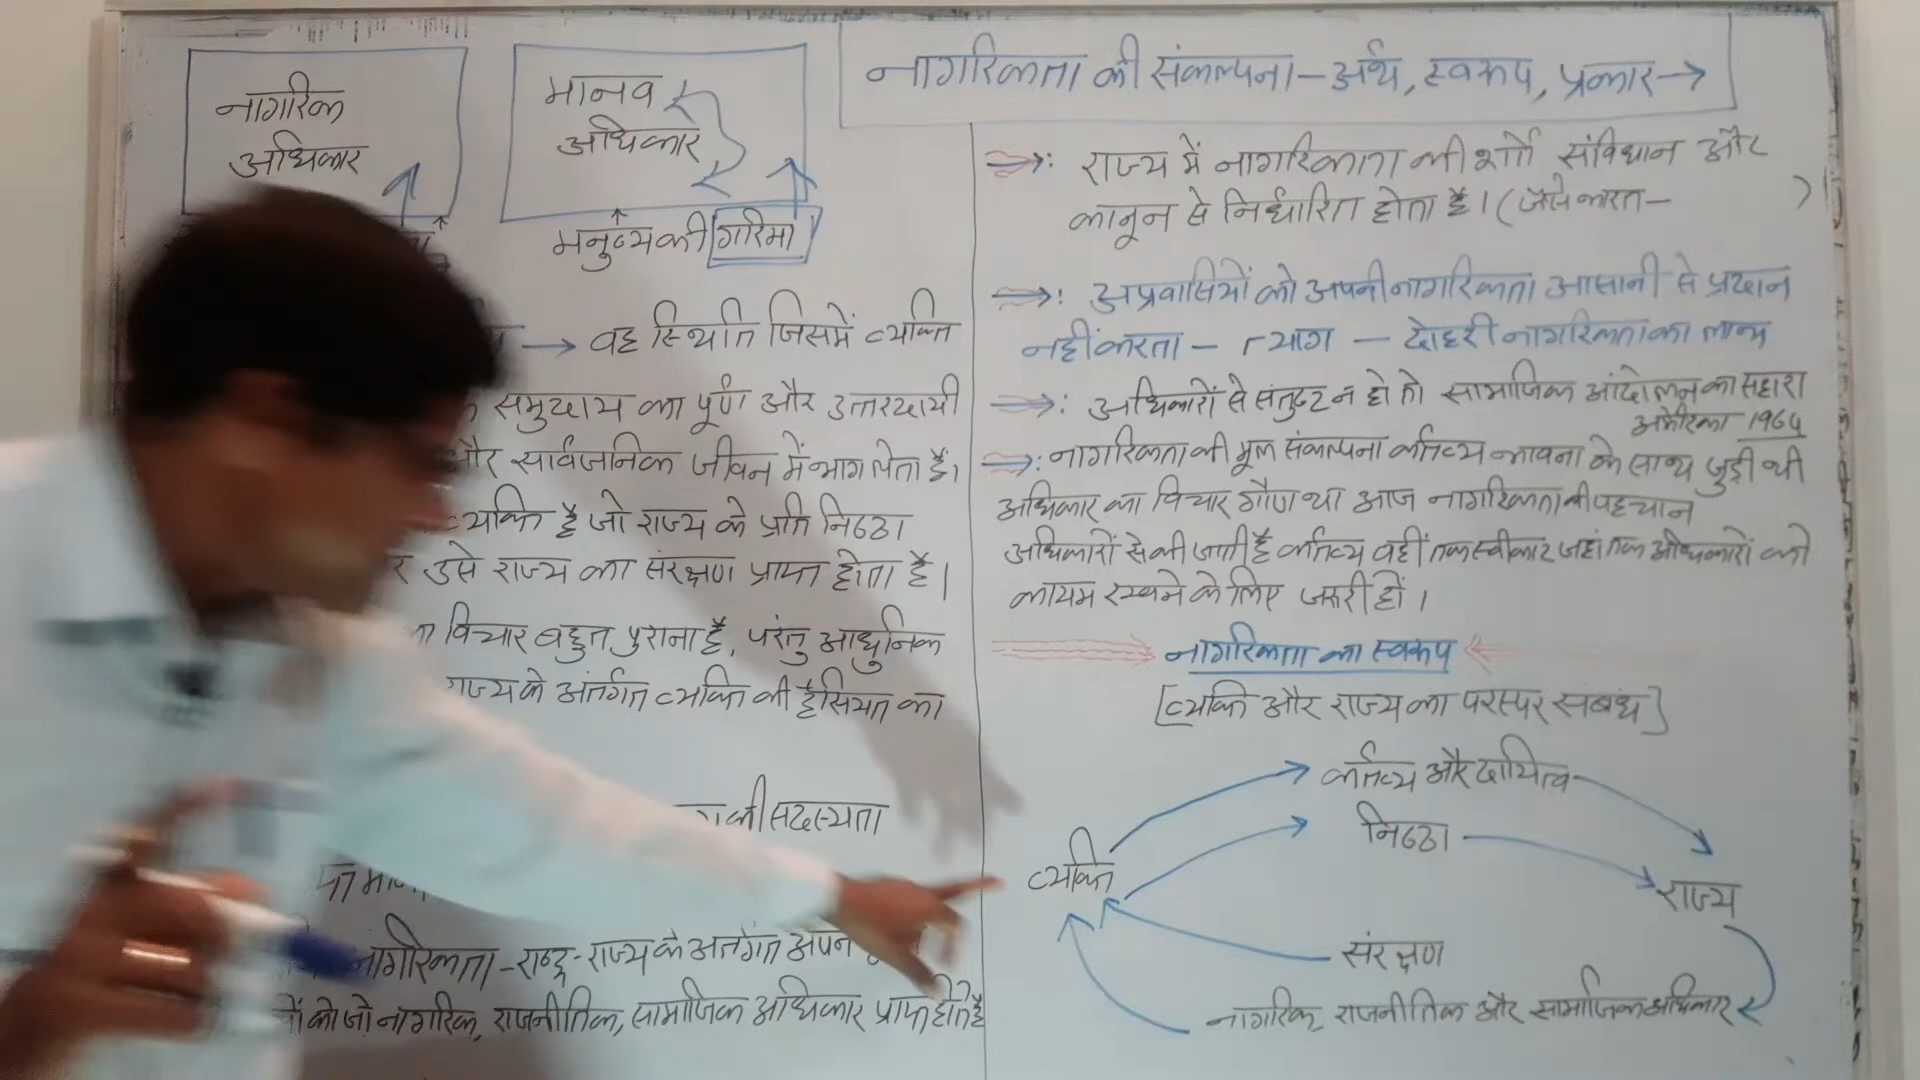 नागरिक
अधिकार
मानव
अधिकार
मनुष्य की गरिमा
नागरिकता की संकल्पना – अर्थ, स्वरूप, प्रकार →
→ वह स्थिति जिसमें व्यक्ति
समुदाय का पूर्ण और उत्तरदायी
और सार्वजनिक जीवन में भाग लेता है।
व्यक्ति है जो राज्य के प्रति निष्ठा
उसे राज्य का संरक्षण प्राप्त होता है।
विचार बहुत पुराना है, परंतु आधुनिक
राज्य के अंतर्गत व्यक्ति की हैसियत का
की सदस्यता
नागरिकता – राष्ट्र - राज्य के अंतर्गत अपने
को जो नागरिक, राजनीतिक, सामाजिक अधिकार प्राप्त होते है
⇒: राज्य में नागरिकता की शर्तों संविधान और
कानून से निर्धारित होता है। (जैसे भारत – )
⇒: अप्रवासियों को अपनी नागरिकता आसानी से प्रदान
नहीं करता – त्याग – दोहरी नागरिकता का लाभ
⇒: अधिकारों से संतुष्ट न हो तो सामाजिक आंदोलन का सहारा
अमेरिका 1964
⇒: नागरिकता की मूल संकल्पना कर्तव्य भावना के साथ जुड़ी थी
अधिकार का विचार गौण था आज नागरिकता की पहचान
अधिकारों से की जाती है कर्तव्य वहीं तक स्वीकार जहां तक अधिकारों को
कायम रखने के लिए जरूरी हों।
नागरिकता का स्वरूप
[व्यक्ति और राज्य का परस्पर संबंध]
कर्तव्य और दायित्व
निष्ठा
व्यक्ति
राज्य
संरक्षण
नागरिक, राजनीतिक और सामाजिक अधिकार